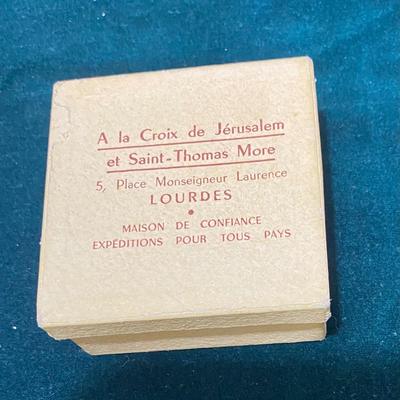 A la Croix de Jérusalem
et Saint-Thomas More
5, Place Monseigneur Laurence
LOURDES
•
MAISON DE CONFIANCE
EXPÉDITIONS POUR TOUS PAYS